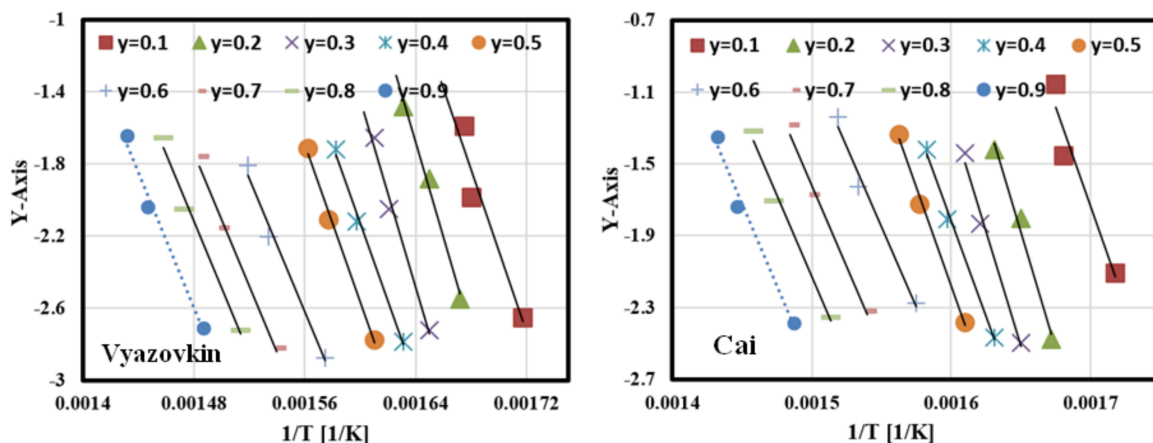 -1
y=0.1 y=0.2 y=0.3 y=0.4 y=0.5
y=0.6 y=0.7 y=0.8 y=0.9
-1.4
-1.8
-2.2
-2.6
-3
Y-Axis
Vyazovkin
0.0014 0.00148 0.00156 0.00164 0.00172
1/T [1/K]
-0.7
y=0.1 y=0.2 y=0.3 y=0.4 y=0.5
y=0.6 y=0.7 y=0.8 y=0.9
-1.1
-1.5
-1.9
-2.3
-2.7
Y-Axis
Cai
0.0014 0.0015 0.0016 0.0017
1/T [1/K]